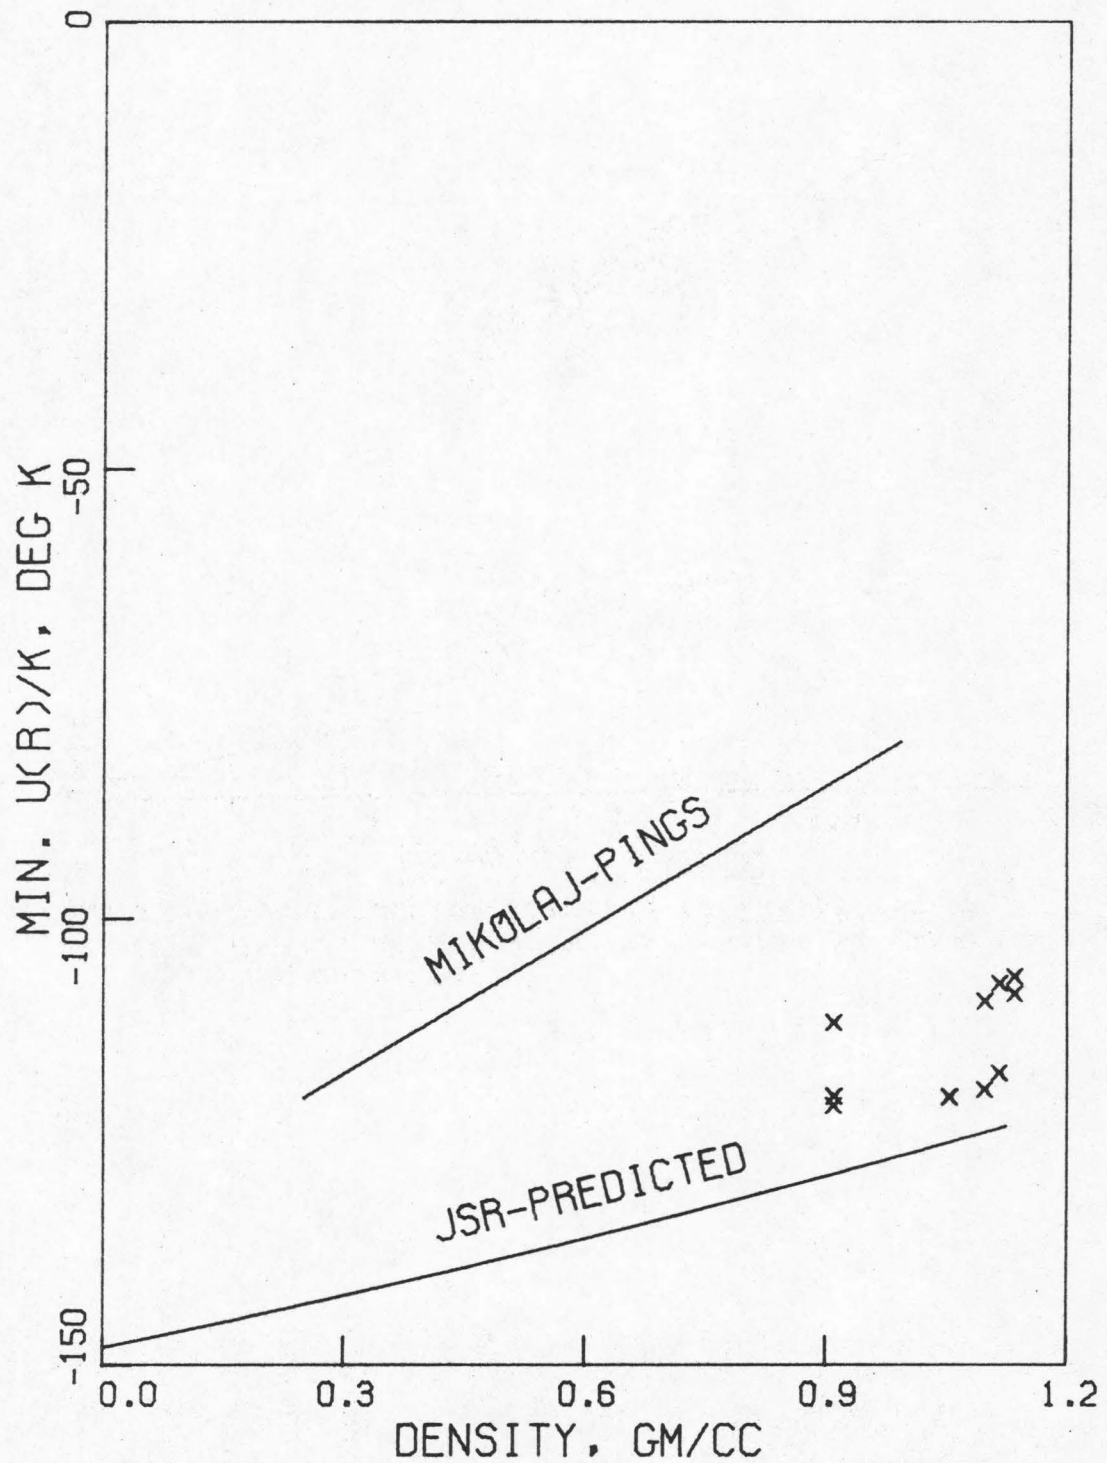 0
-50
-100
-150
MIN. U(R)/K, DEG K
MIKØLAJ-PINGS
JSR-PREDICTED
0.0 0.3 0.6 0.9 1.2
DENSITY, GM/CC